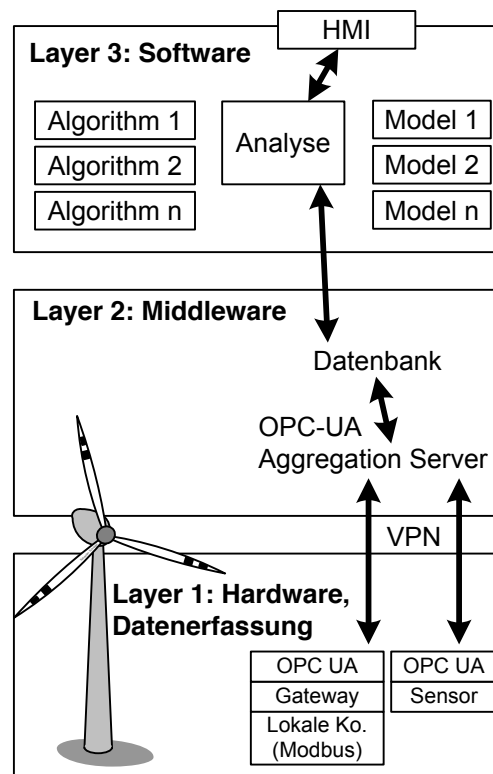 HMI
Layer 3: Software
Algorithm 1
Algorithm 2
Algorithm n
Analyse
Model 1
Model 2
Model n
Layer 2: Middleware
Datenbank
OPC-UA
Aggregation Server
VPN
Layer 1: Hardware,
Datenerfassung
OPC UA
Gateway
Lokale Ko.
(Modbus)
OPC UA
Sensor